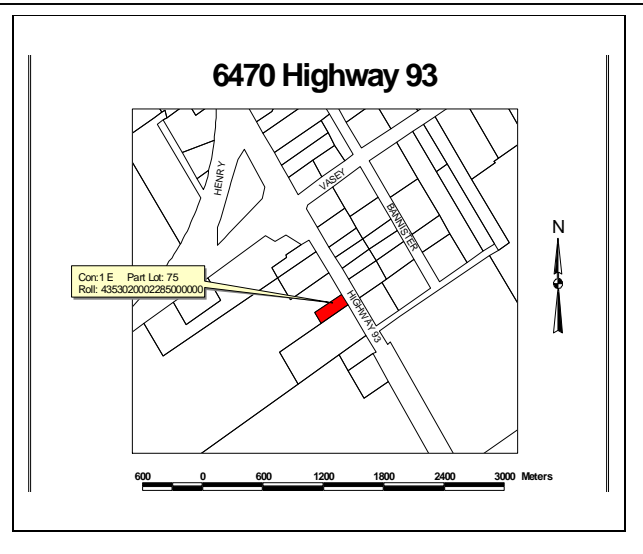 6470 Highway 93
HENRY
VASEY
BANNISTER
N
Con:1 E Part Lot: 75
Roll: 4353020002285000000
HIGHWAY 93
600 0 600 1200 1800 2400 3000 Meters